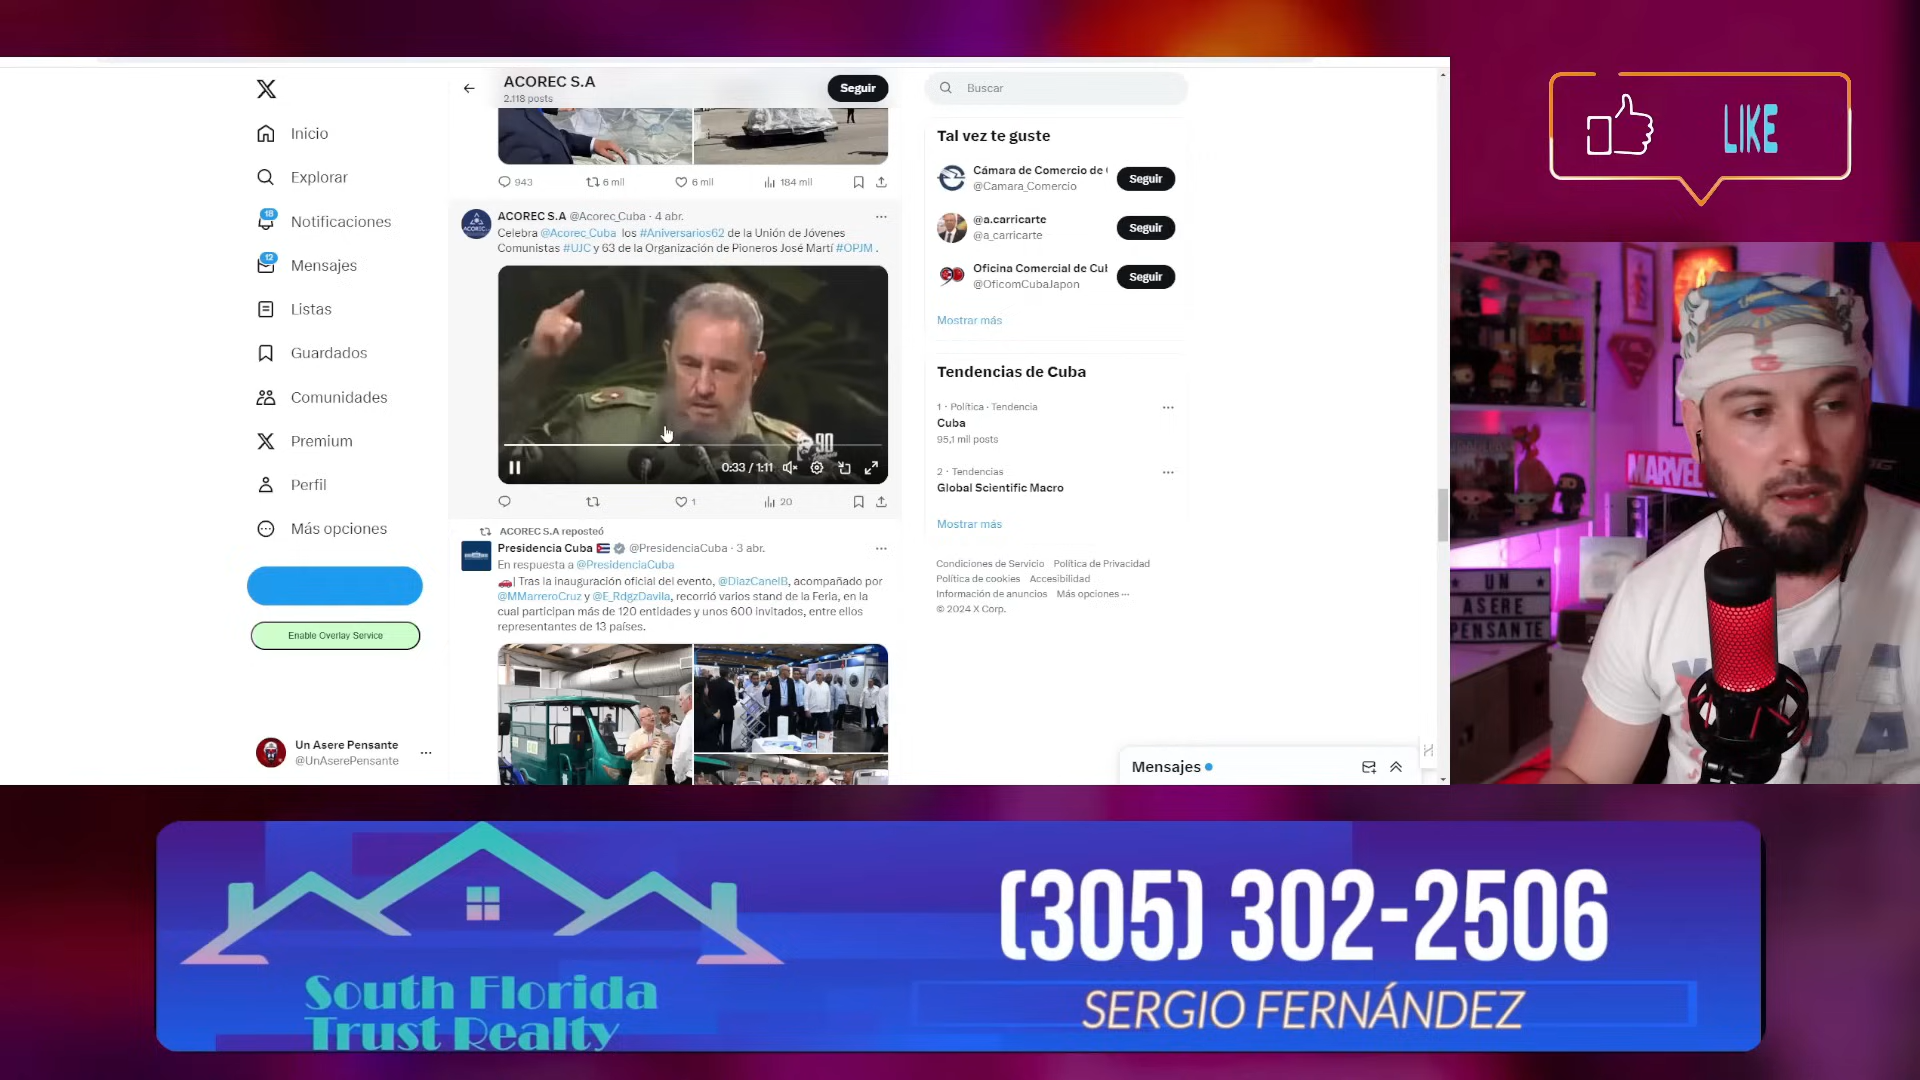 Inicio
Explorar
18
Notificaciones
12
Mensajes
Listas
Guardados
Comunidades
Premium
Perfil
Más opciones
Enable Overlay Service
Un Asere Pensante
@UnAserePensante
ACOREC S.A
2.118 posts
Seguir
943
6 mil
6 mil
184 mil
ACOREC S.A @Acorec_Cuba · 4 abr.
Celebra @Acorec_Cuba los #Aniversarios62 de la Unión de Jóvenes
Comunistas #UJC y 63 de la Organización de Pioneros José Martí #OPJM .
ACOREC
90
0:33 / 1:11
1
20
ACOREC S.A reposteó
Presidencia Cuba @PresidenciaCuba · 3 abr.
En respuesta a @PresidenciaCuba
| Tras la inauguración oficial del evento, @DiazCanelB, acompañado por
@MMarreroCruz y @E_RdgzDavila, recorrió varios stand de la Feria, en la
cual participan más de 120 entidades y unos 600 invitados, entre ellos
representantes de 13 países.
Buscar
Tal vez te guste
Cámara de Comercio de
@Camara_Comercio
Seguir
@a.carricarte
@a_carricarte
Seguir
Oficina Comercial de Cul
@OficomCubaJapon
Seguir
Mostrar más
Tendencias de Cuba
1 · Política · Tendencia
Cuba
95,1 mil posts
2 · Tendencias
Global Scientific Macro
Mostrar más
Condiciones de Servicio Política de Privacidad
Política de cookies Accesibilidad
Información de anuncios Más opciones ···
© 2024 X Corp.
Mensajes
LIKE
MARVEL
UN
ASERE
PENSANTE
South Florida
Trust Realty
(305) 302-2506
SERGIO FERNÁNDEZ